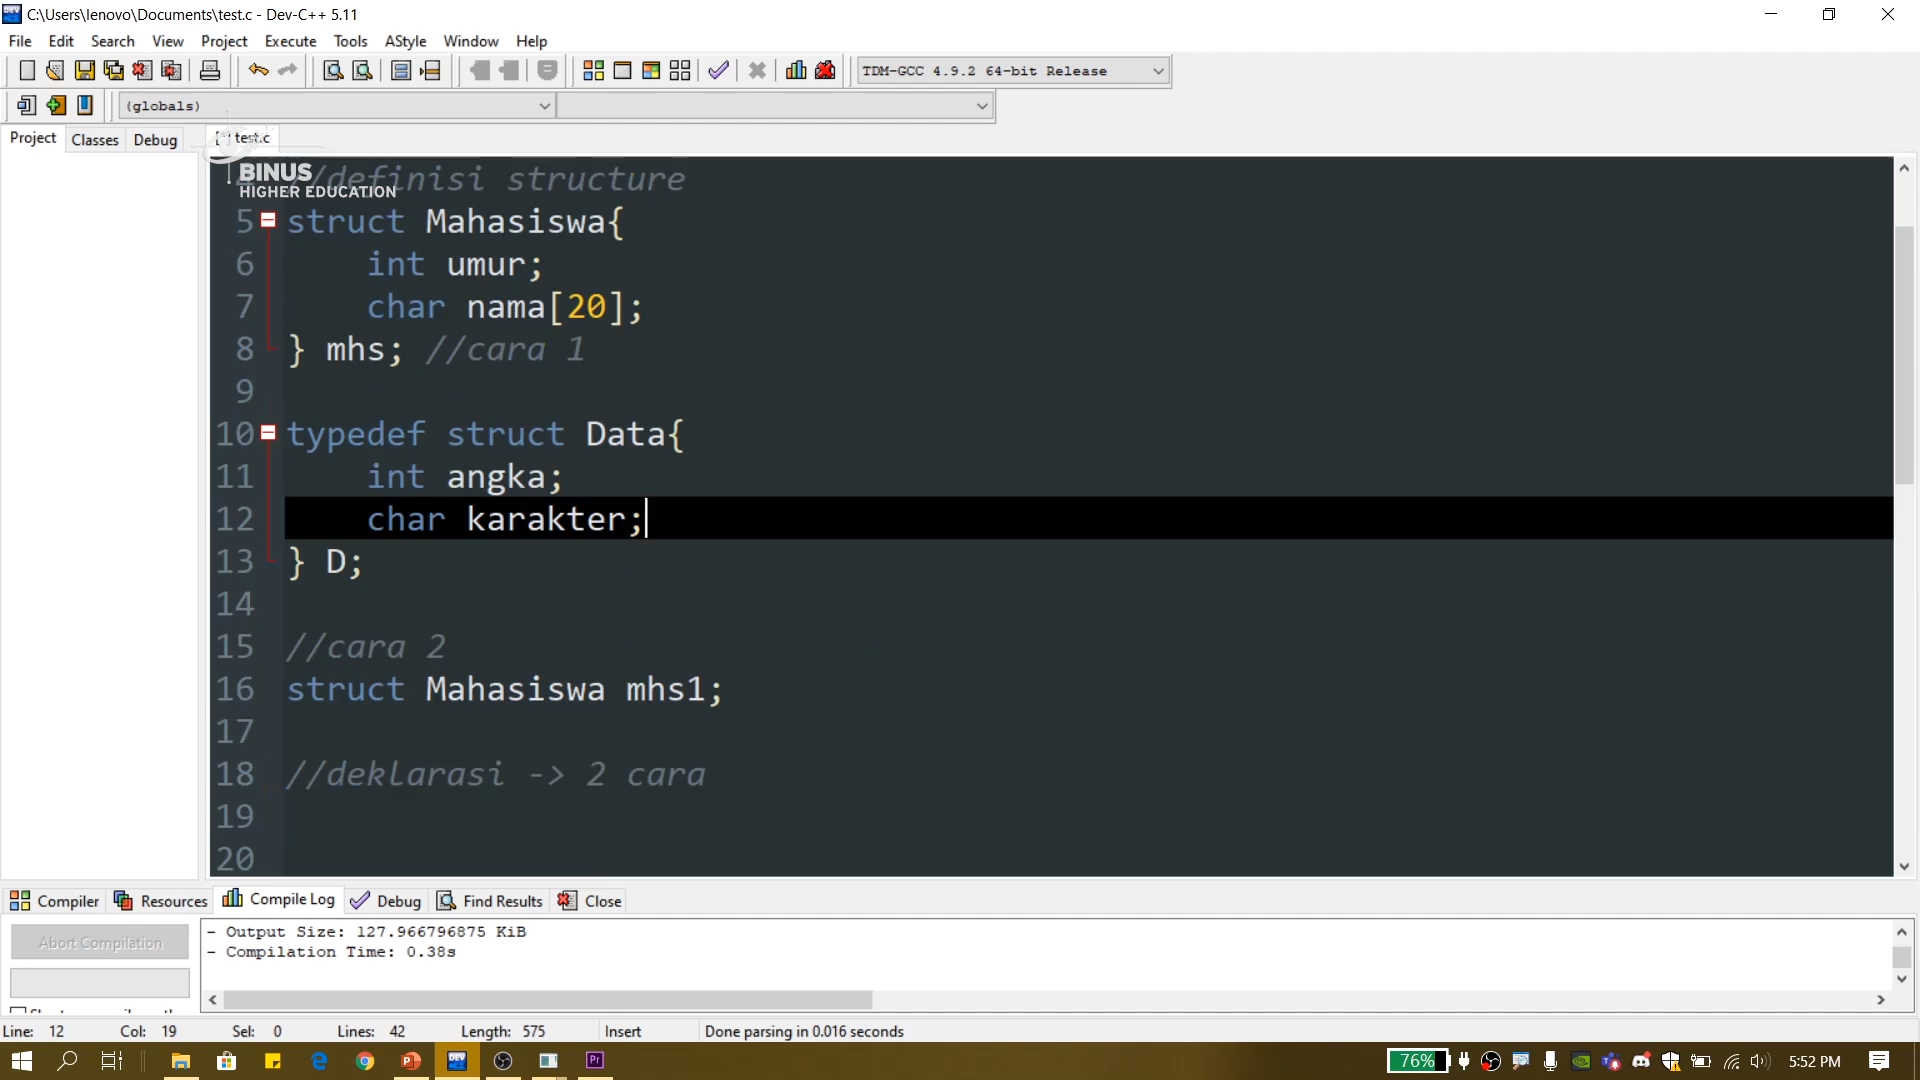 C:\Users\lenovo\Documents\test.c - Dev-C++ 5.11
File Edit Search View Project Execute Tools AStyle Window Help
TDM-GCC 4.9.2 64-bit Release
(globals)
Project Classes Debug [*] test.c
BINUS
HIGHER EDUCATION
4 //definisi structure
5 struct Mahasiswa{
6 int umur;
7 char nama[20];
8 } mhs; //cara 1
9
10 typedef struct Data{
11 int angka;
12 char karakter;
13 } D;
14
15 //cara 2
16 struct Mahasiswa mhs1;
17
18 //deklarasi -> 2 cara
19
20
Compiler Resources Compile Log Debug Find Results Close
Abort Compilation
- Output Size: 127.966796875 KiB
- Compilation Time: 0.38s
Line: 12 Col: 19 Sel: 0 Lines: 42 Length: 575 Insert Done parsing in 0.016 seconds
DEV
Pr
76%
5:52 PM